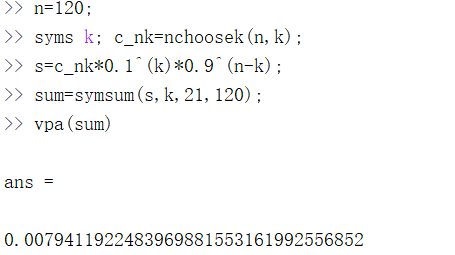 >> n=120;
>> syms k; c_nk=nchoosek(n,k);
>> s=c_nk*0.1^(k)*0.9^(n-k);
>> sum=symsum(s,k,21,120);
>> vpa(sum)
ans =
0.0079411922483969881553161992556852